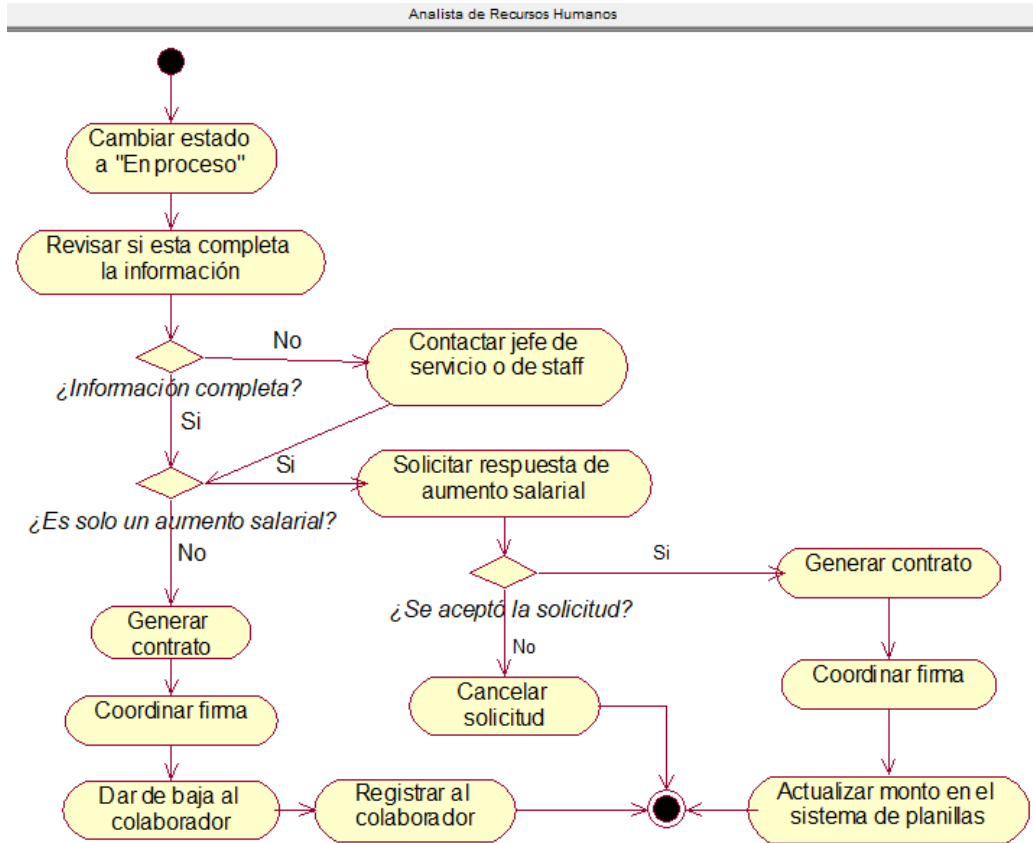 Analista de Recursos Humanos
Cambiar estado
a "En proceso"
Revisar si esta completa
la información
No
Contactar jefe de
servicio o de staff
¿Información completa?
Si
Si
Solicitar respuesta de
aumento salarial
¿Es solo un aumento salarial?
No
Si
Generar contrato
¿Se aceptó la solicitud?
No
Generar
contrato
Coordinar firma
Cancelar
solicitud
Coordinar firma
Dar de baja al
colaborador
Registrar al
colaborador
Actualizar monto en el
sistema de planillas